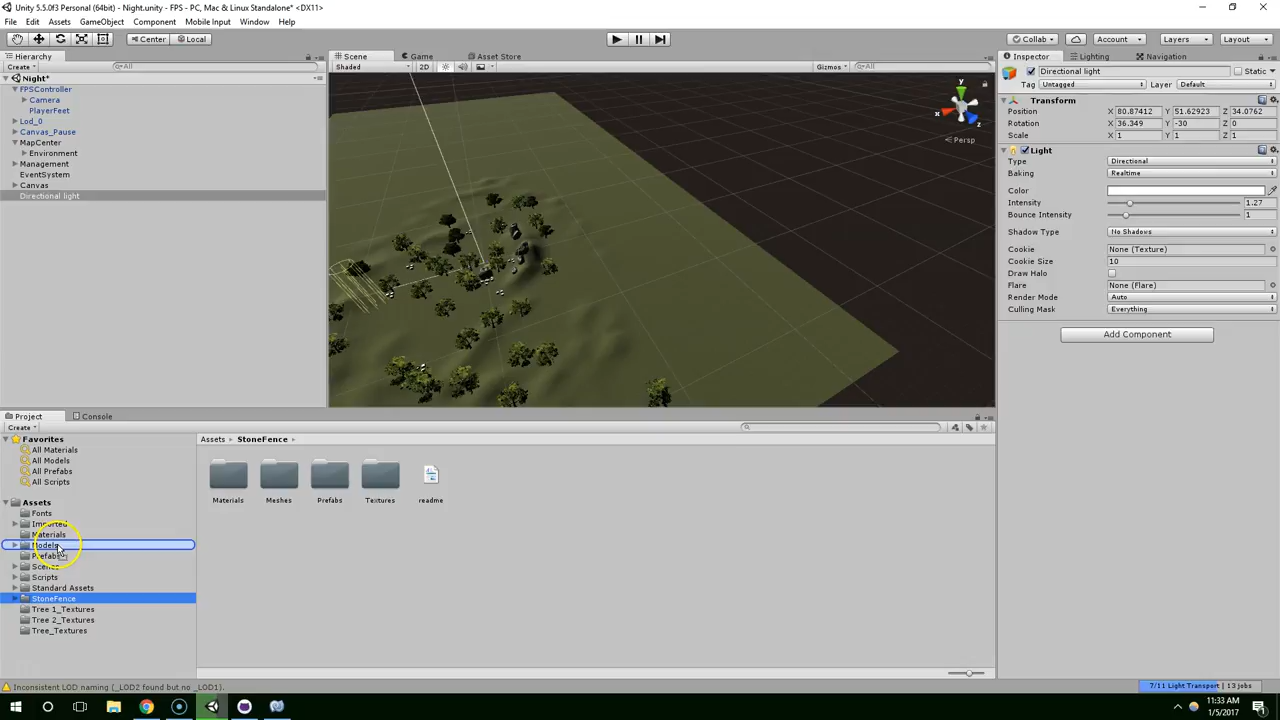 Unity 5.5.0f3 Personal (64bit) - Night.unity - FPS - PC, Mac & Linux Standalone* <DX11>
File Edit Assets GameObject Component Mobile Input Window Help
Center Local
Collab Account Layers Layout
Hierarchy
Create All
Night*
FPSController
Camera
PlayerFeet
Lod_0
Canvas_Pause
MapCenter
Environment
Management
EventSystem
Canvas
Directional light
Scene Game Asset Store
Shaded 2D Gizmos All
y
x
z
Persp
Inspector Lighting Navigation
Directional light Static
Tag Untagged Layer Default
Transform
Position X 80.87412 Y 51.62923 Z 34.0762
Rotation X 36.349 Y -30 Z 0
Scale X 1 Y 1 Z 1
Light
Type Directional
Baking Realtime
Color
Intensity 1.27
Bounce Intensity 1
Shadow Type No Shadows
Cookie None (Texture)
Cookie Size 10
Draw Halo
Flare None (Flare)
Render Mode Auto
Culling Mask Everything
Add Component
Project Console
Create
Favorites
All Materials
All Models
All Prefabs
All Scripts
Assets
Fonts
Imported
Materials
Models
Prefabs
Scenes
Scripts
Standard Assets
StoneFence
Tree 1_Textures
Tree 2_Textures
Tree_Textures
Assets StoneFence
Materials Meshes Prefabs Textures readme
Inconsistent LOD naming (_LOD2 found but no _LOD1).
7/11 Light Transport | 13 jobs
11:33 AM
1/5/2017